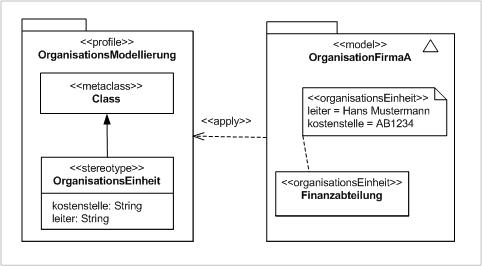 <<profile>>
OrganisationsModellierung
<<metaclass>>
Class
<<stereotype>>
OrganisationsEinheit
kostenstelle: String
leiter: String
<<apply>>
<<model>>
OrganisationFirmaA
<<organisationsEinheit>>
leiter = Hans Mustermann
kostenstelle = AB1234
<<organisationsEinheit>>
Finanzabteilung